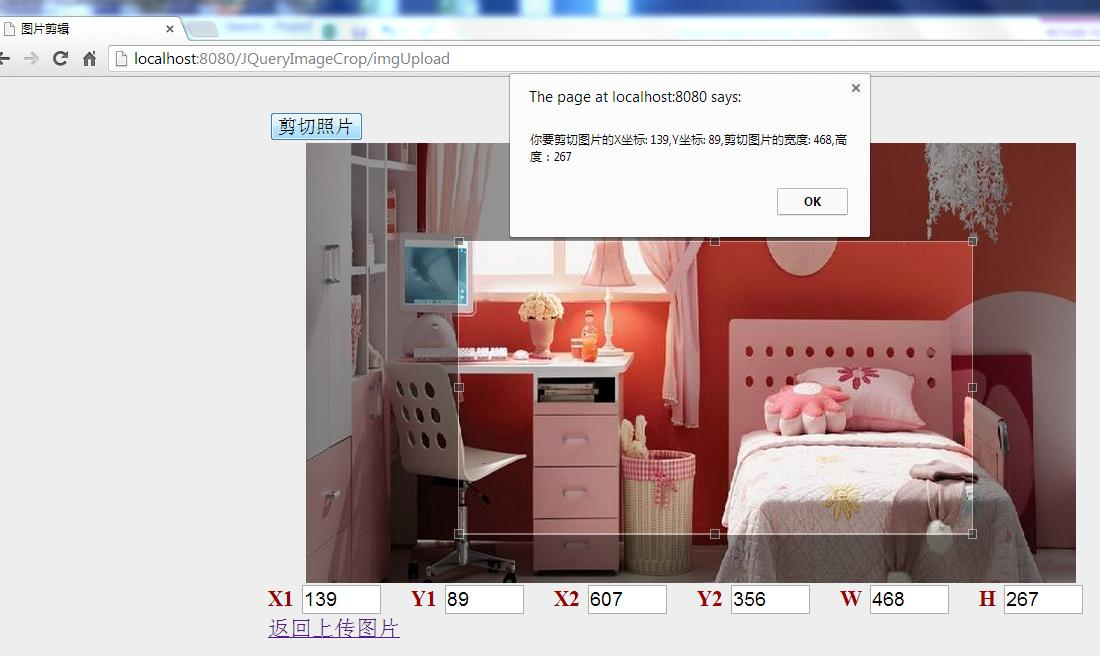 图片剪辑
localhost:8080/JQueryImageCrop/imgUpload
The page at localhost:8080 says:
你要剪切图片的X坐标: 139,Y坐标: 89,剪切图片的宽度: 468,高
度：267
OK
剪切照片
X1 139 Y1 89 X2 607 Y2 356 W 468 H 267
返回上传图片